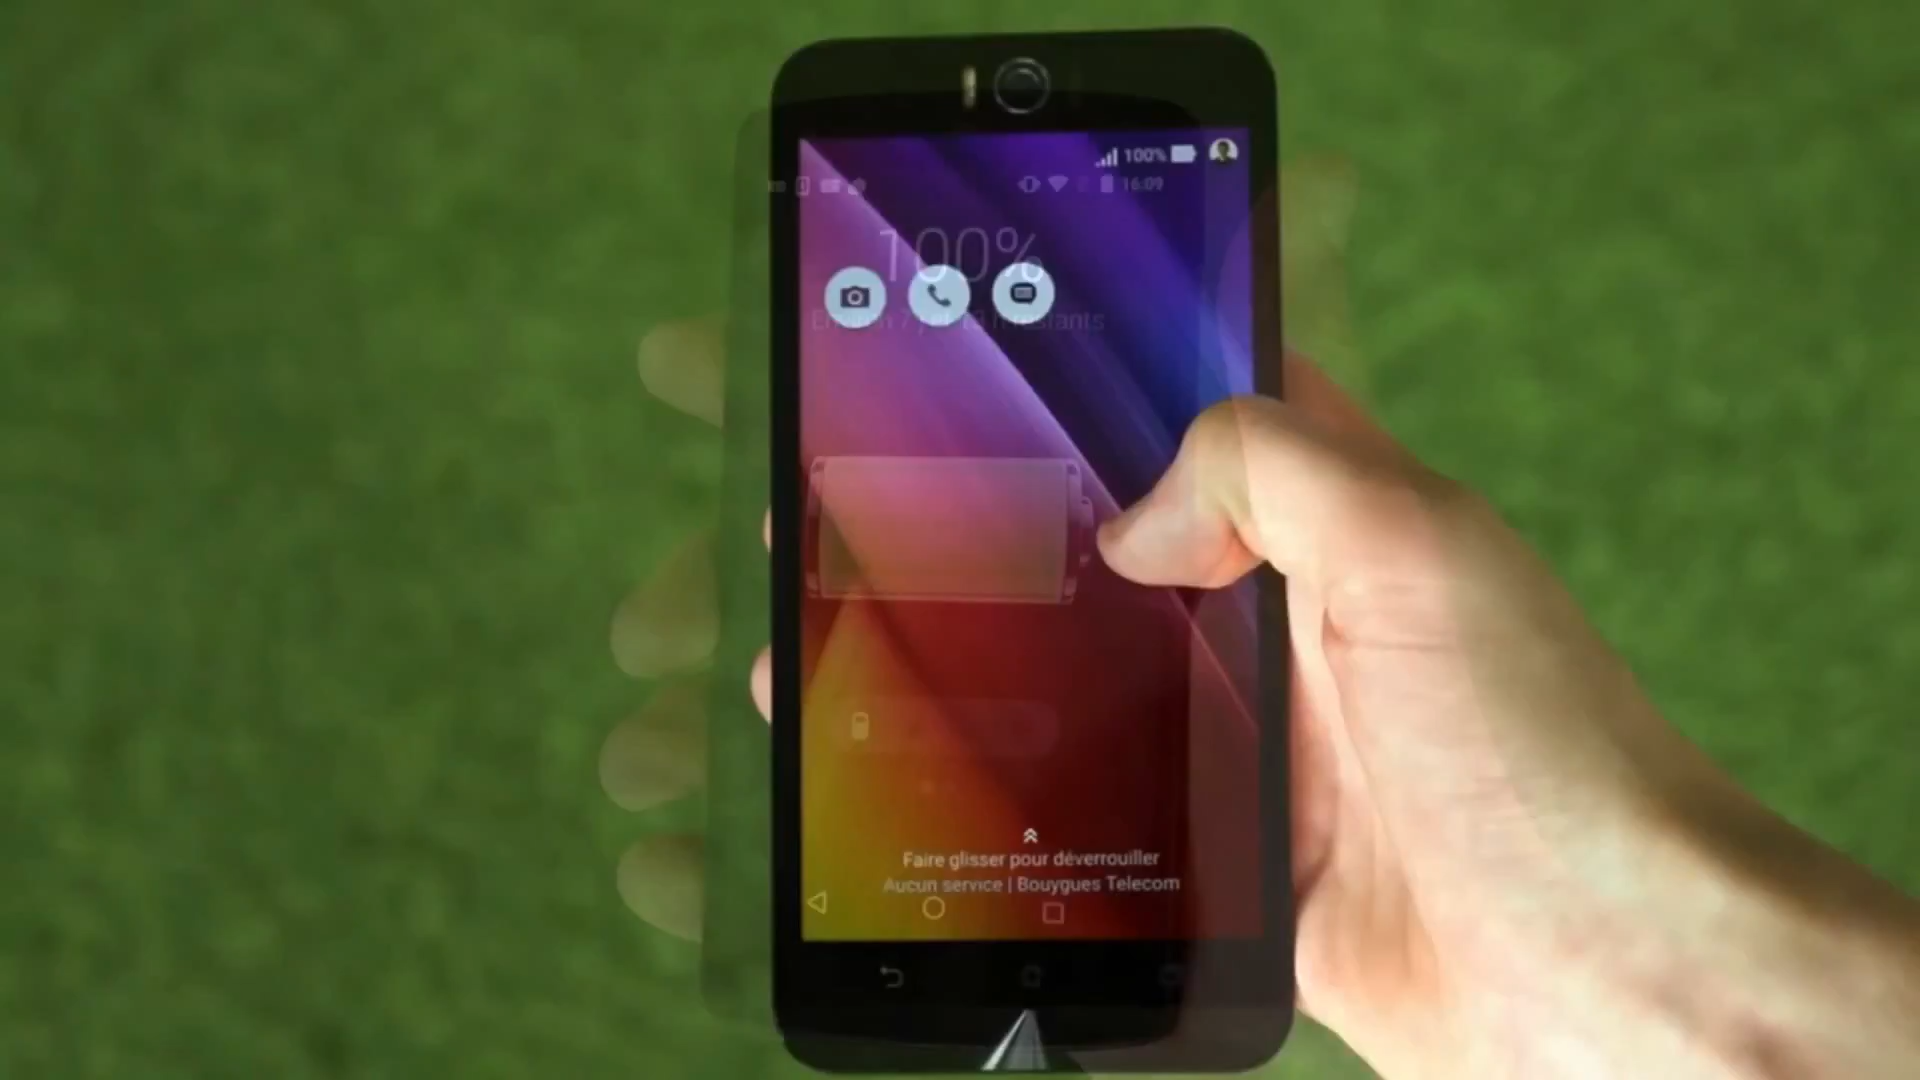 100%
16:09
100%
Faire glisser pour déverrouiller
Aucun service | Bouygues Telecom